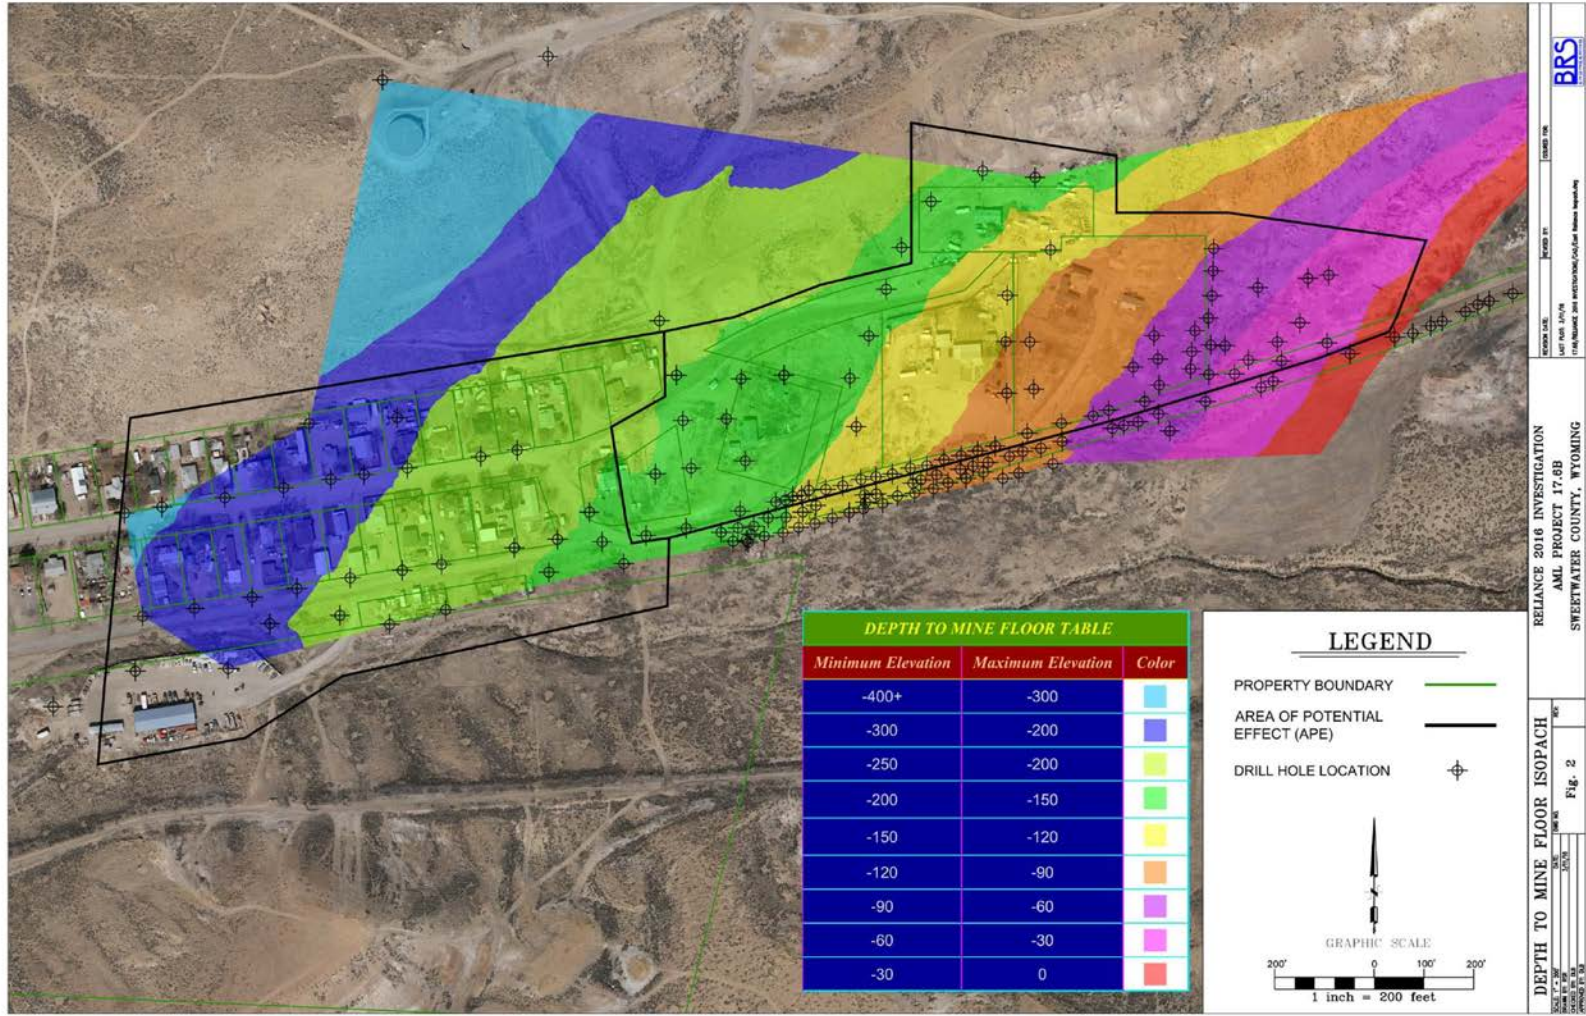 DEPTH TO MINE FLOOR TABLE
Minimum Elevation Maximum Elevation Color
-400+ -300
-300 -200
-250 -200
-200 -150
-150 -120
-120 -90
-90 -60
-60 -30
-30 0
LEGEND
PROPERTY BOUNDARY
AREA OF POTENTIAL
EFFECT (APE)
DRILL HOLE LOCATION
GRAPHIC SCALE
200' 0 100' 200'
1 inch = 200 feet
BRS
RELIANCE 2016 INVESTIGATION
AML PROJECT 17.6B
SWEETWATER COUNTY, WYOMING
DEPTH TO MINE FLOOR ISOPACH
Fig. 2